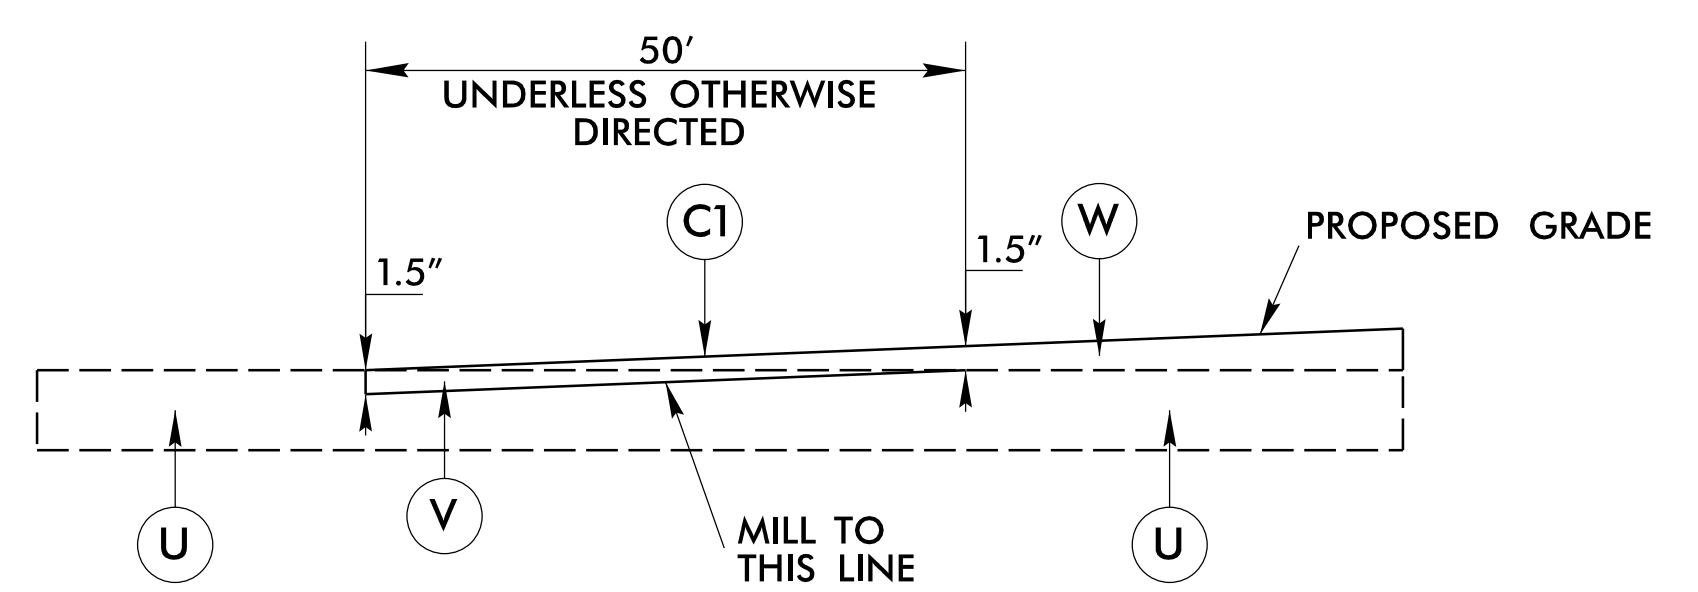 50'
UNDERLESS OTHERWISE
DIRECTED
C1
W
1.5"
PROPOSED GRADE
1.5"
V
U
MILL TO
THIS LINE
U